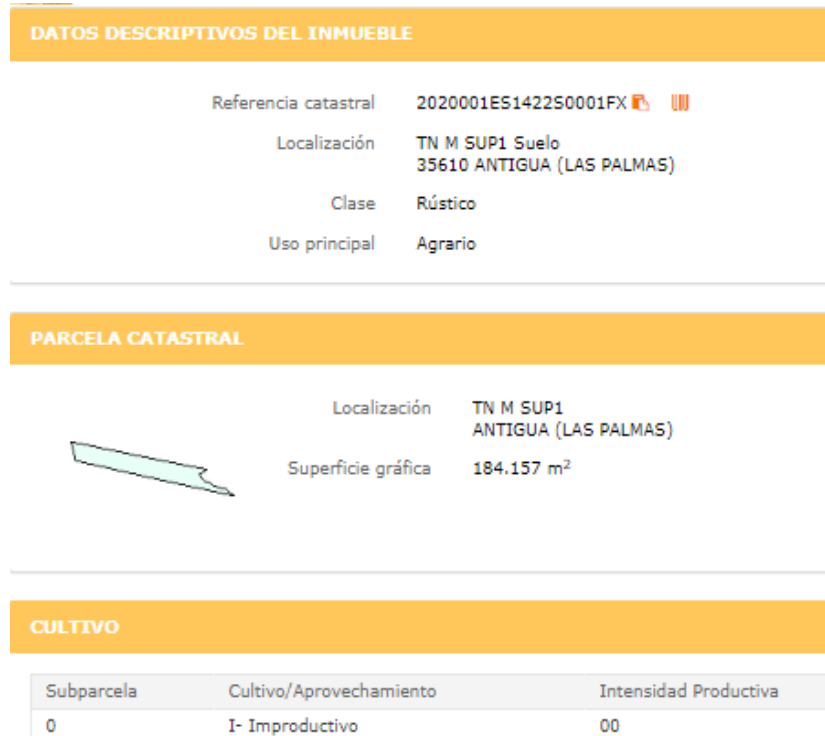 DATOS DESCRIPTIVOS DEL INMUEBLE
Referencia catastral 2020001ES1422S0001FX
Localización TN M SUP1 Suelo
35610 ANTIGUA (LAS PALMAS)
Clase Rústico
Uso principal Agrario
PARCELA CATASTRAL
Localización TN M SUP1
ANTIGUA (LAS PALMAS)
Superficie gráfica 184.157 m²
CULTIVO
Subparcela Cultivo/Aprovechamiento Intensidad Productiva
0 I- Improductivo 00